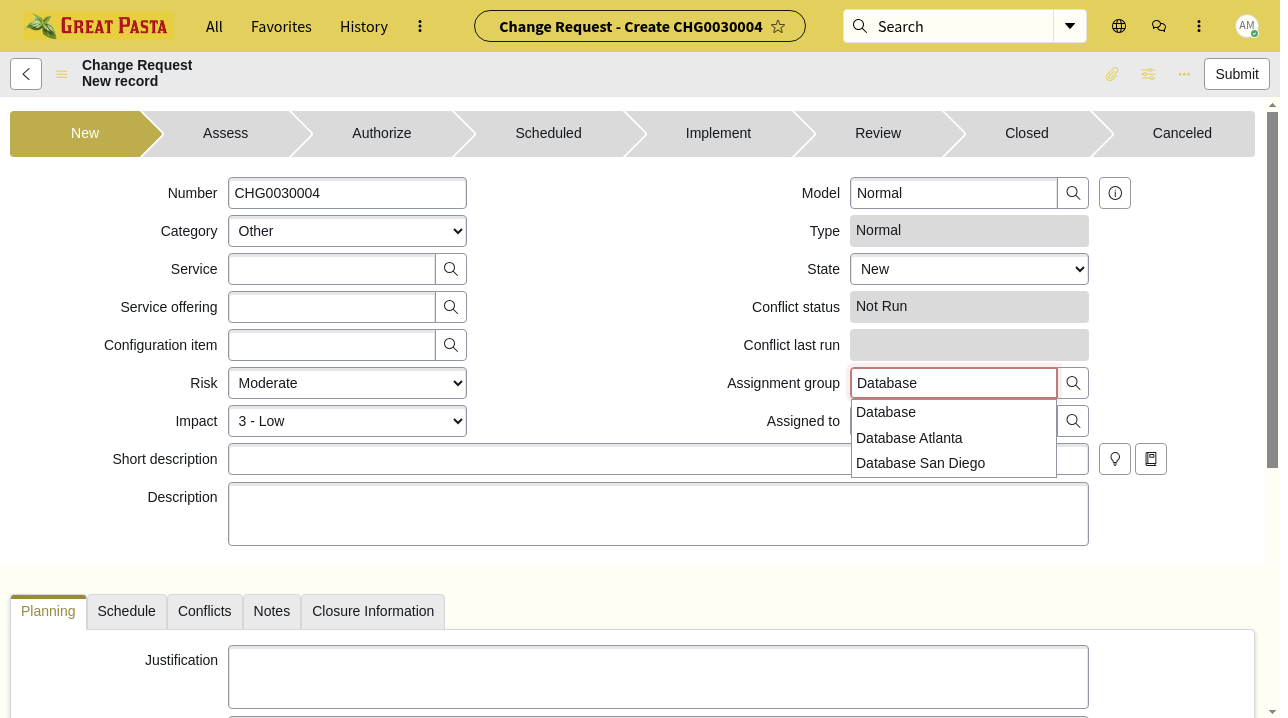 GREAT PASTA
All
Favorites
History
Change Request - Create CHG0030004
Search
AM
Change Request
New record
Submit
New
Assess
Authorize
Scheduled
Implement
Review
Closed
Canceled
Number
CHG0030004
Model
Normal
Category
Other
Type
Normal
Service
State
New
Service offering
Conflict status
Not Run
Configuration item
Conflict last run
Risk
Moderate
Assignment group
Database
Impact
3 - Low
Assigned to
Database
Database Atlanta
Database San Diego
Short description
Description
Planning
Schedule
Conflicts
Notes
Closure Information
Justification